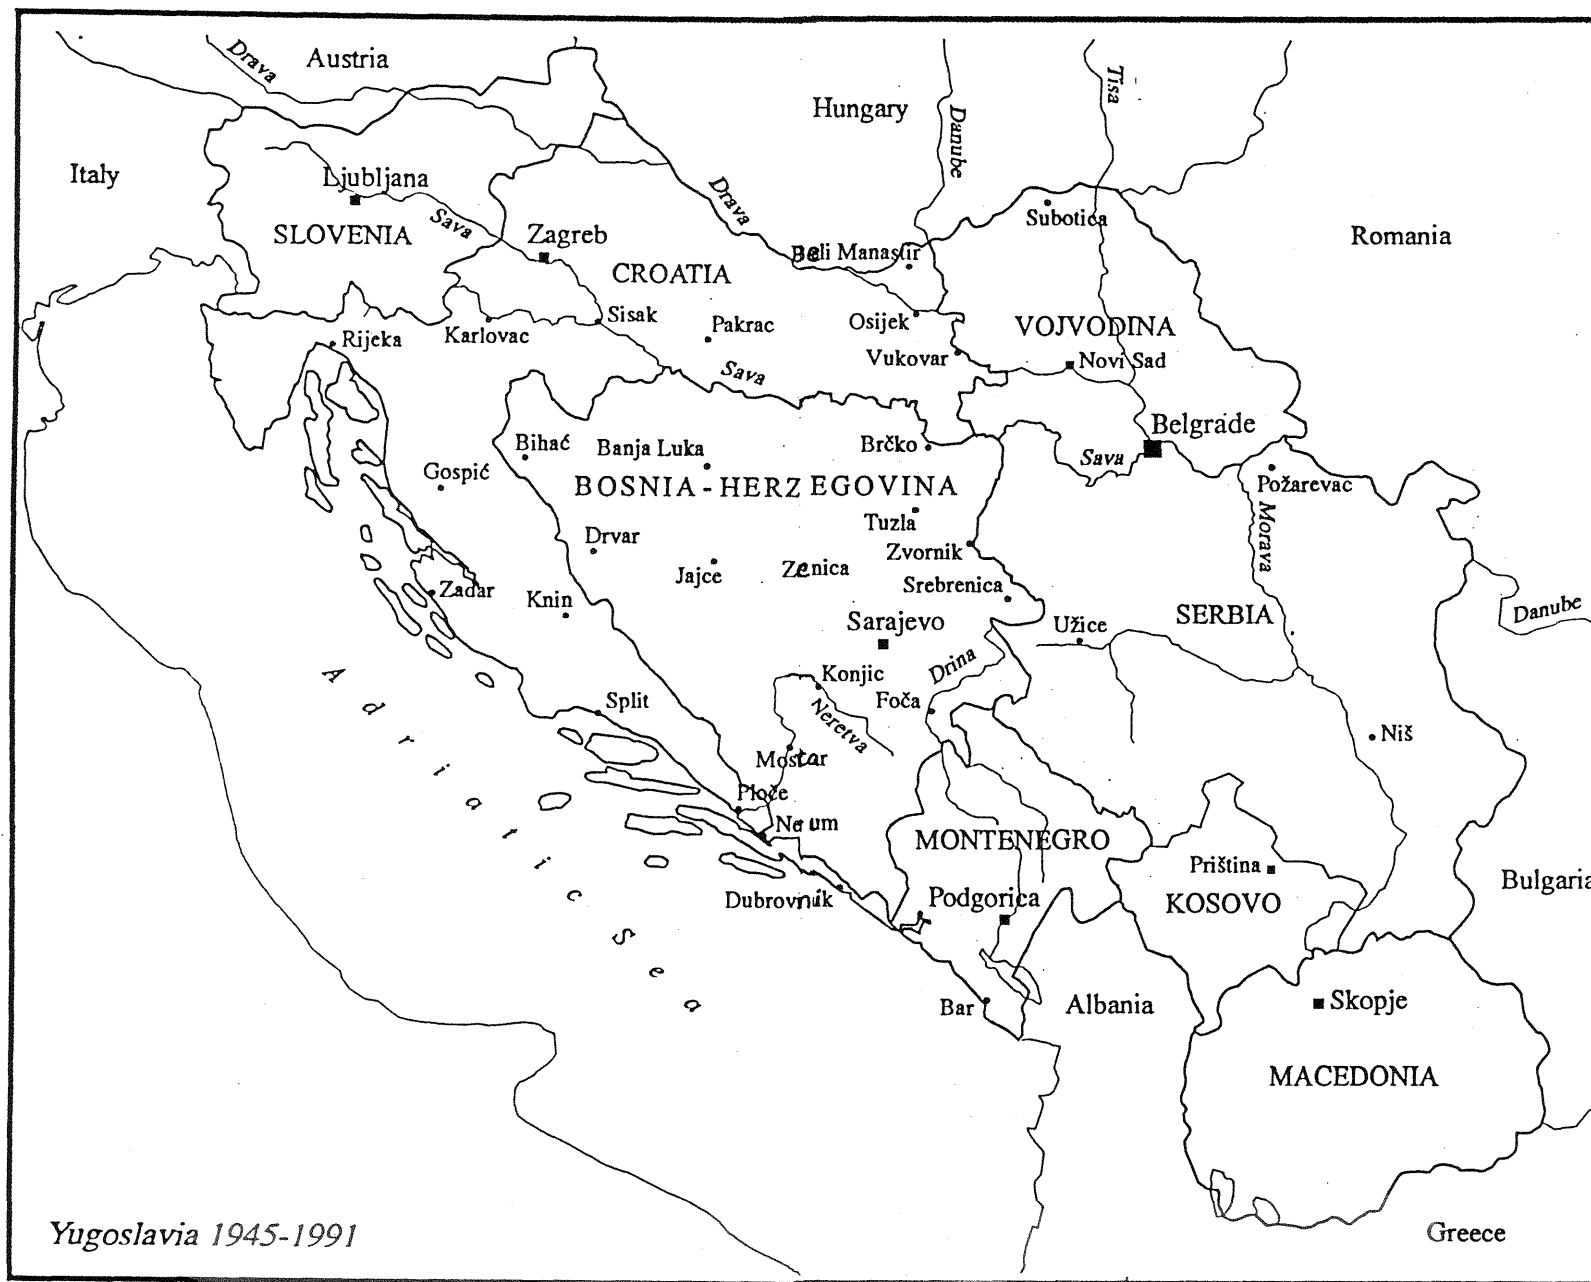 Drava
Austria
Hungary
Danube
Tisa
Italy
Ljubljana
Sava
SLOVENIA
Zagreb
Drava
Subotica
Romania
Beli Manastir
CROATIA
Sisak
Pakrac
Osijek
VOJVODINA
Rijeka
Karlovac
Vukovar
Novi Sad
Sava
Belgrade
Bihać
Banja Luka
Brčko
Sava
Gospić
BOSNIA-HERZEGOVINA
Požarevac
Tuzla
Morava
Drvar
Zvornik
Jajce
Zenica
Srebrenica
Zadar
Knin
SERBIA
Danube
Sarajevo
Užice
Drina
Konjic
Adriatic Sea
Split
Foča
Neretva
Niš
Mostar
Ploče
Neum
MONTENEGRO
Priština
Bulgaria
Dubrovnik
Podgorica
KOSOVO
Bar
Albania
Skopje
MACEDONIA
Yugoslavia 1945-1991
Greece